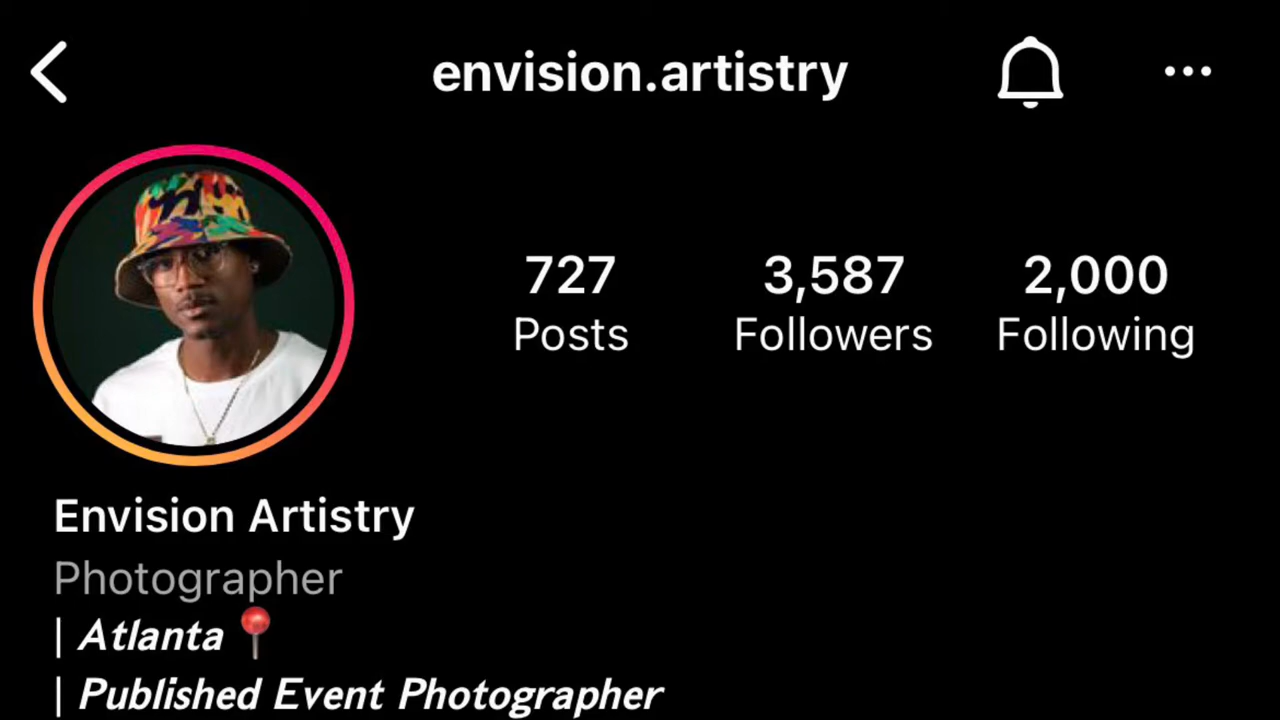 envision.artistry
727 3,587 2,000
Posts Followers Following
Envision Artistry
Photographer
| Atlanta📍
| Published Event Photographer